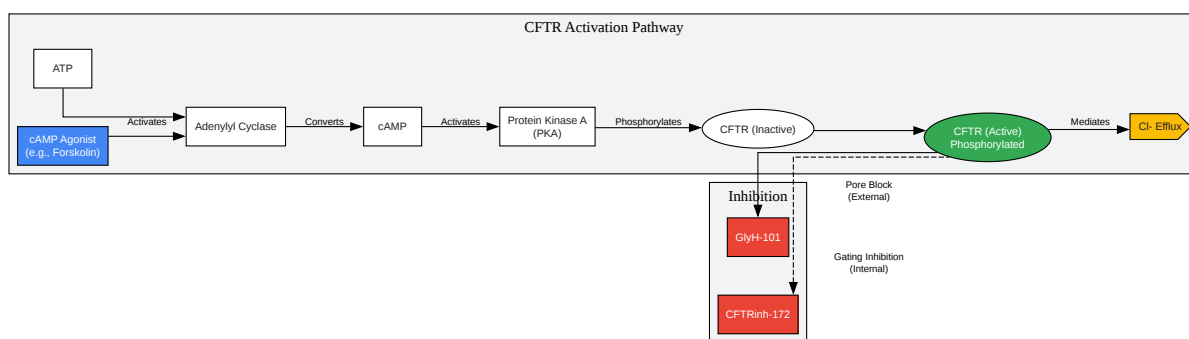 CFTR Activation Pathway
ATP
Activates
cAMP Agonist
(e.g., Forskolin)
Adenylyl Cyclase
Converts
cAMP
Activates
Protein Kinase A
(PKA)
Phosphorylates
CFTR (Inactive)
CFTR (Active)
Phosphorylated
Mediates
Cl- Efflux
Inhibition
Pore Block
(External)
GlyH-101
Gating Inhibition
(Internal)
CFTRinh-172